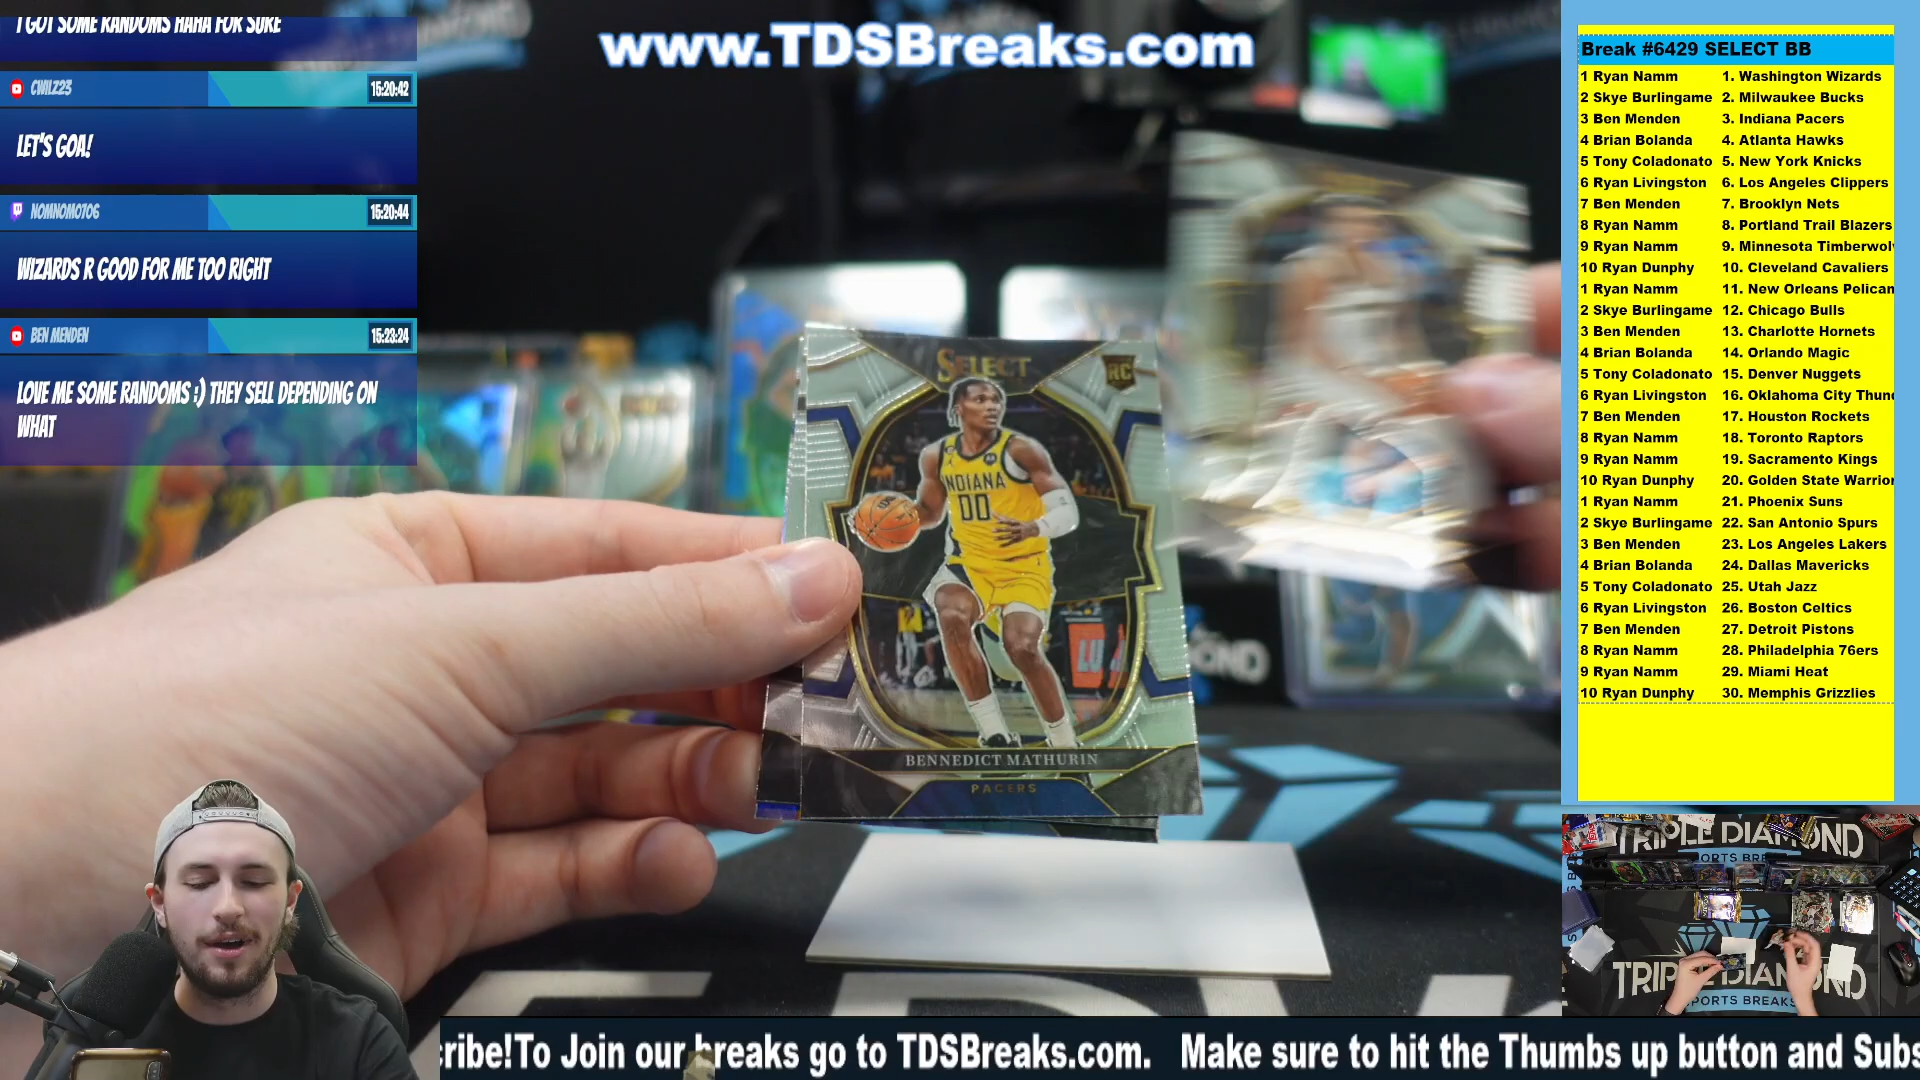 I GOT SOME RANDOMS HAHA FOR SURE
CWILZ23
15:20:42
LET'S GOA!
NOMNOMO706
15:20:44
WIZARDS R GOOD FOR ME TOO RIGHT
BEN MENDEN
15:23:24
LOVE ME SOME RANDOMS :) THEY SELL DEPENDING ON
WHAT
www.TDSBreaks.com
SELECT
RC
INDIANA
00
BENNEDICT MATHURIN
PACERS
Break #6429 SELECT BB
1 Ryan Namm 1. Washington Wizards
2 Skye Burlingame 2. Milwaukee Bucks
3 Ben Menden 3. Indiana Pacers
4 Brian Bolanda 4. Atlanta Hawks
5 Tony Coladonato 5. New York Knicks
6 Ryan Livingston 6. Los Angeles Clippers
7 Ben Menden 7. Brooklyn Nets
8 Ryan Namm 8. Portland Trail Blazers
9 Ryan Namm 9. Minnesota Timberwol
10 Ryan Dunphy 10. Cleveland Cavaliers
1 Ryan Namm 11. New Orleans Pelican
2 Skye Burlingame 12. Chicago Bulls
3 Ben Menden 13. Charlotte Hornets
4 Brian Bolanda 14. Orlando Magic
5 Tony Coladonato 15. Denver Nuggets
6 Ryan Livingston 16. Oklahoma City Thun
7 Ben Menden 17. Houston Rockets
8 Ryan Namm 18. Toronto Raptors
9 Ryan Namm 19. Sacramento Kings
10 Ryan Dunphy 20. Golden State Warrior
1 Ryan Namm 21. Phoenix Suns
2 Skye Burlingame 22. San Antonio Spurs
3 Ben Menden 23. Los Angeles Lakers
4 Brian Bolanda 24. Dallas Mavericks
5 Tony Coladonato 25. Utah Jazz
6 Ryan Livingston 26. Boston Celtics
7 Ben Menden 27. Detroit Pistons
8 Ryan Namm 28. Philadelphia 76ers
9 Ryan Namm 29. Miami Heat
10 Ryan Dunphy 30. Memphis Grizzlies
TRIPLE DIAMOND
TRIPLE DIAMOND
SPORTS BREAKS
cribe!To Join our breaks go to TDSBreaks.com. Make sure to hit the Thumbs up button and Subs